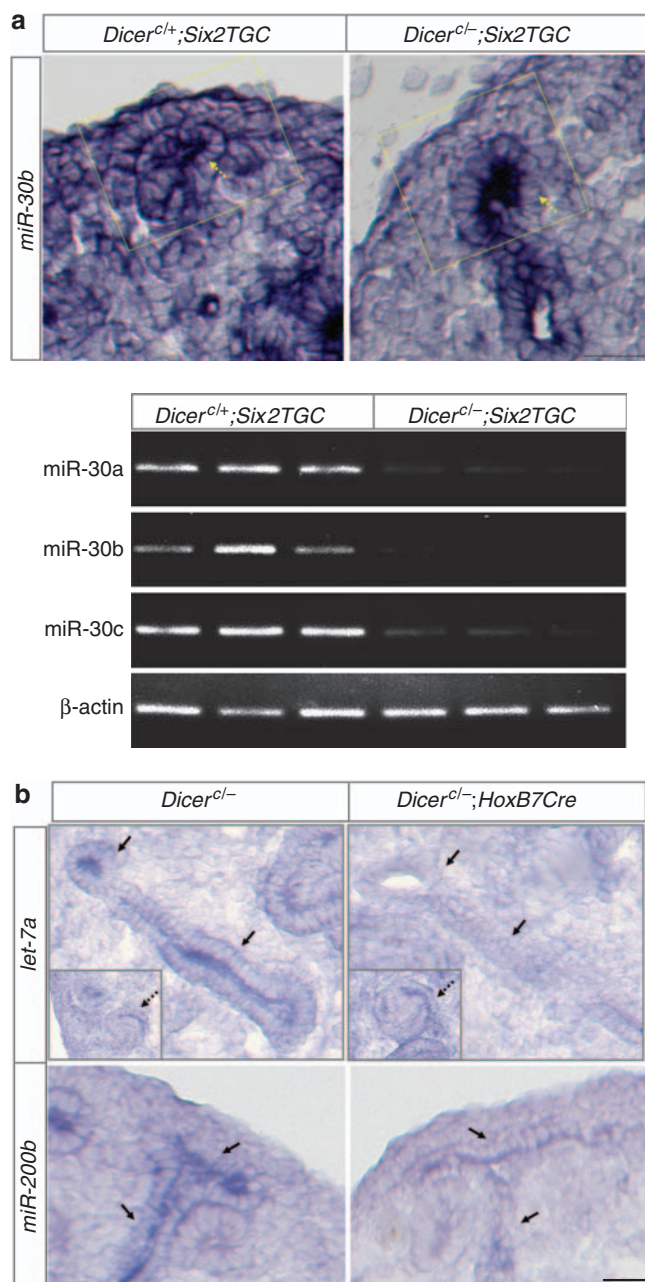 a
Dicer^c/+;Six2TGC
Dicer^c/–;Six2TGC
miR-30b
Dicer^c/+;Six2TGC
Dicer^c/–;Six2TGC
miR-30a
miR-30b
miR-30c
β-actin
b
Dicer^c/–
Dicer^c/–;HoxB7Cre
let-7a
miR-200b